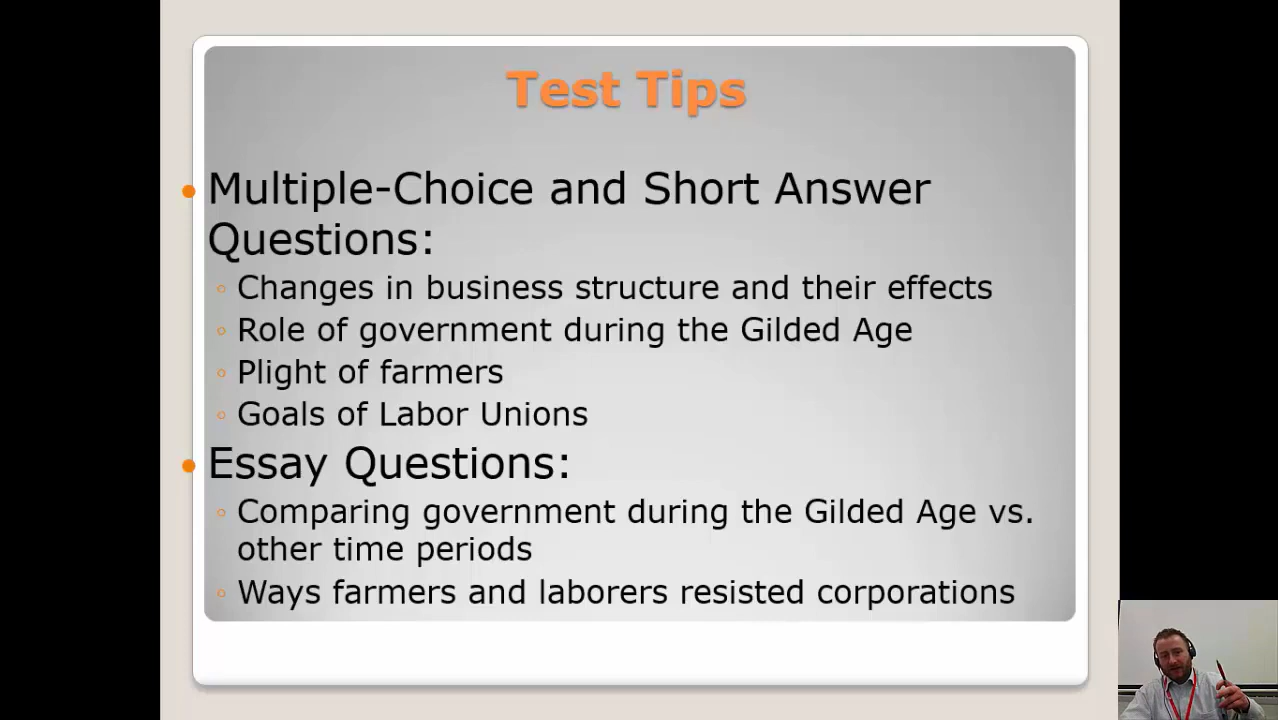 Test Tips
Multiple-Choice and Short Answer
Questions:
Changes in business structure and their effects
Role of government during the Gilded Age
Plight of farmers
Goals of Labor Unions
Essay Questions:
Comparing government during the Gilded Age vs.
other time periods
Ways farmers and laborers resisted corporations